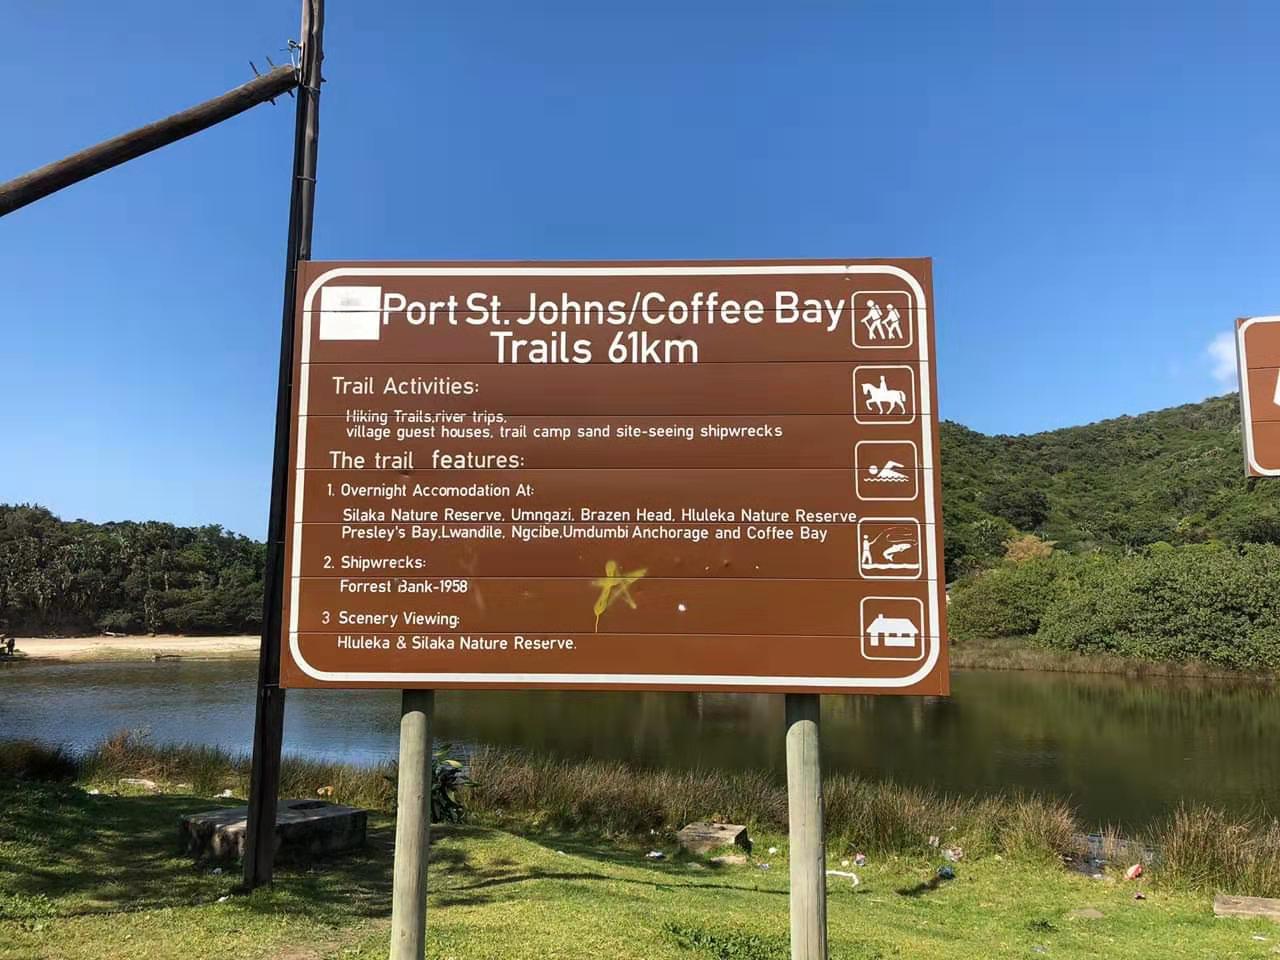 Port St. Johns/Coffee Bay
Trails 61km
Trail Activities:
Hiking Trails,river trips,
village guest houses, trail camp sand site-seeing shipwrecks
The trail features:
1. Overnight Accomodation At:
Silaka Nature Reserve, Umngazi, Brazen Head, Hluleka Nature Reserve
Presley's Bay,Lwandile, Ngcibe,Umdumbi Anchorage and Coffee Bay
2. Shipwrecks:
Forrest Bank-1958
3 Scenery Viewing:
Hluleka & Silaka Nature Reserve.